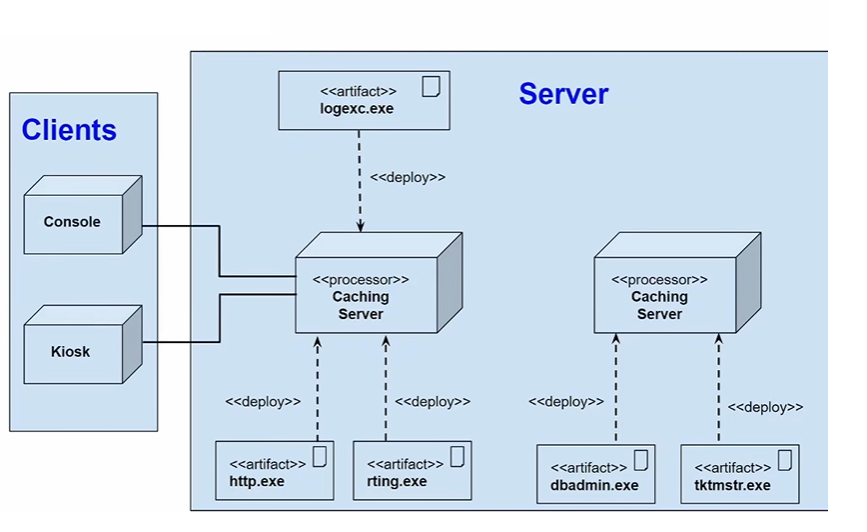 Server
<<artifact>>
logexc.exe
<<deploy>>
Clients
Console
Kiosk
<<processor>>
Caching
Server
<<processor>>
Caching
Server
<<deploy>>
<<deploy>>
<<deploy>>
<<deploy>>
<<artifact>>
http.exe
<<artifact>>
rting.exe
<<artifact>>
dbadmin.exe
<<artifact>>
tktmstr.exe